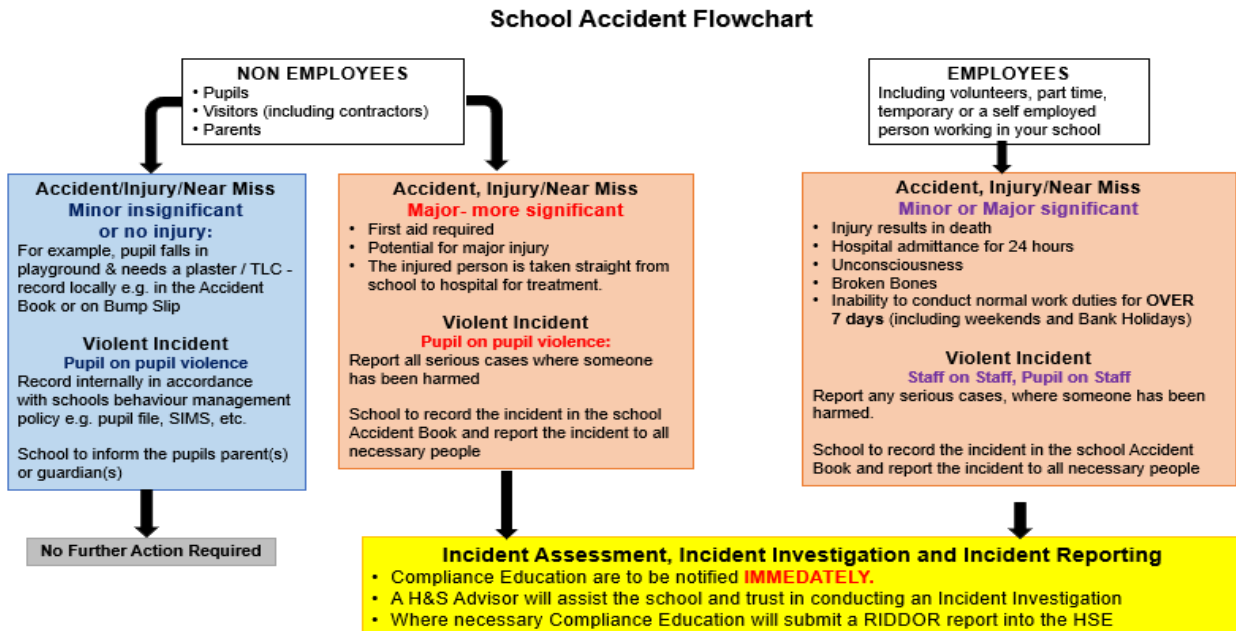 School Accident Flowchart
NON EMPLOYEES
• Pupils
• Visitors (including contractors)
• Parents
EMPLOYEES
Including volunteers, part time,
temporary or a self employed
person working in your school
Accident/Injury/Near Miss
Minor insignificant
or no injury:
For example, pupil falls in
playground & needs a plaster / TLC -
record locally e.g. in the Accident
Book or on Bump Slip
Violent Incident
Pupil on pupil violence
Record internally in accordance
with schools behaviour management
policy e.g. pupil file, SIMS, etc.
School to inform the pupils parent(s)
or guardian(s)
No Further Action Required
Accident, Injury/Near Miss
Major- more significant
• First aid required
• Potential for major injury
• The injured person is taken straight from
school to hospital for treatment.
Violent Incident
Pupil on pupil violence:
Report all serious cases where someone
has been harmed
School to record the incident in the school
Accident Book and report the incident to all
necessary people
Accident, Injury/Near Miss
Minor or Major significant
• Injury results in death
• Hospital admittance for 24 hours
• Unconsciousness
• Broken Bones
• Inability to conduct normal work duties for OVER
7 days (including weekends and Bank Holidays)
Violent Incident
Staff on Staff, Pupil on Staff
Report any serious cases, where someone has been
harmed.
School to record the incident in the school Accident
Book and report the incident to all necessary people
Incident Assessment, Incident Investigation and Incident Reporting
• Compliance Education are to be notified IMMEDIATELY.
• A H&S Advisor will assist the school and trust in conducting an Incident Investigation
• Where necessary Compliance Education will submit a RIDDOR report into the HSE